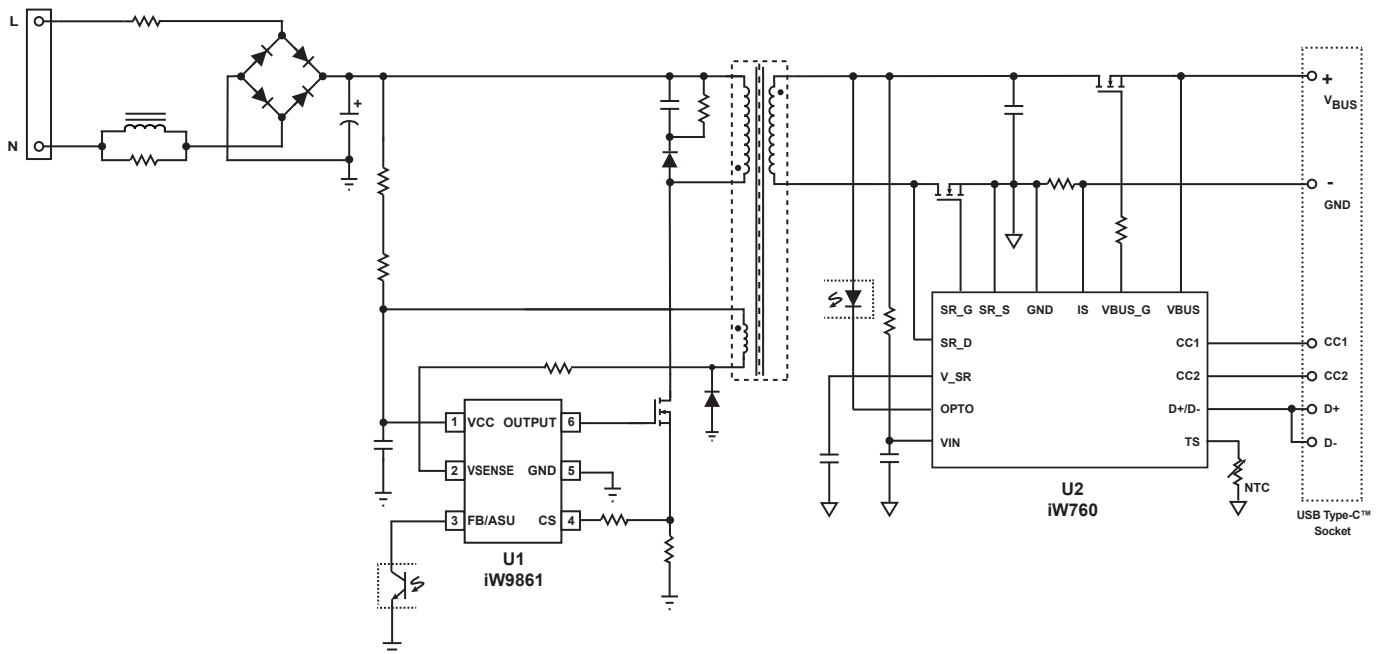 L
N
+
+
VBUS
-
GND
SR_G SR_S GND IS VBUS_G VBUS
SR_D
V_SR
OPTO
VIN
CC1
CC2
D+/D-
TS
CC1
CC2
D+
D-
NTC
U2
iW760
USB Type-C™
Socket
1 VCC OUTPUT 6
2 VSENSE GND 5
3 FB/ASU CS 4
U1
iW9861